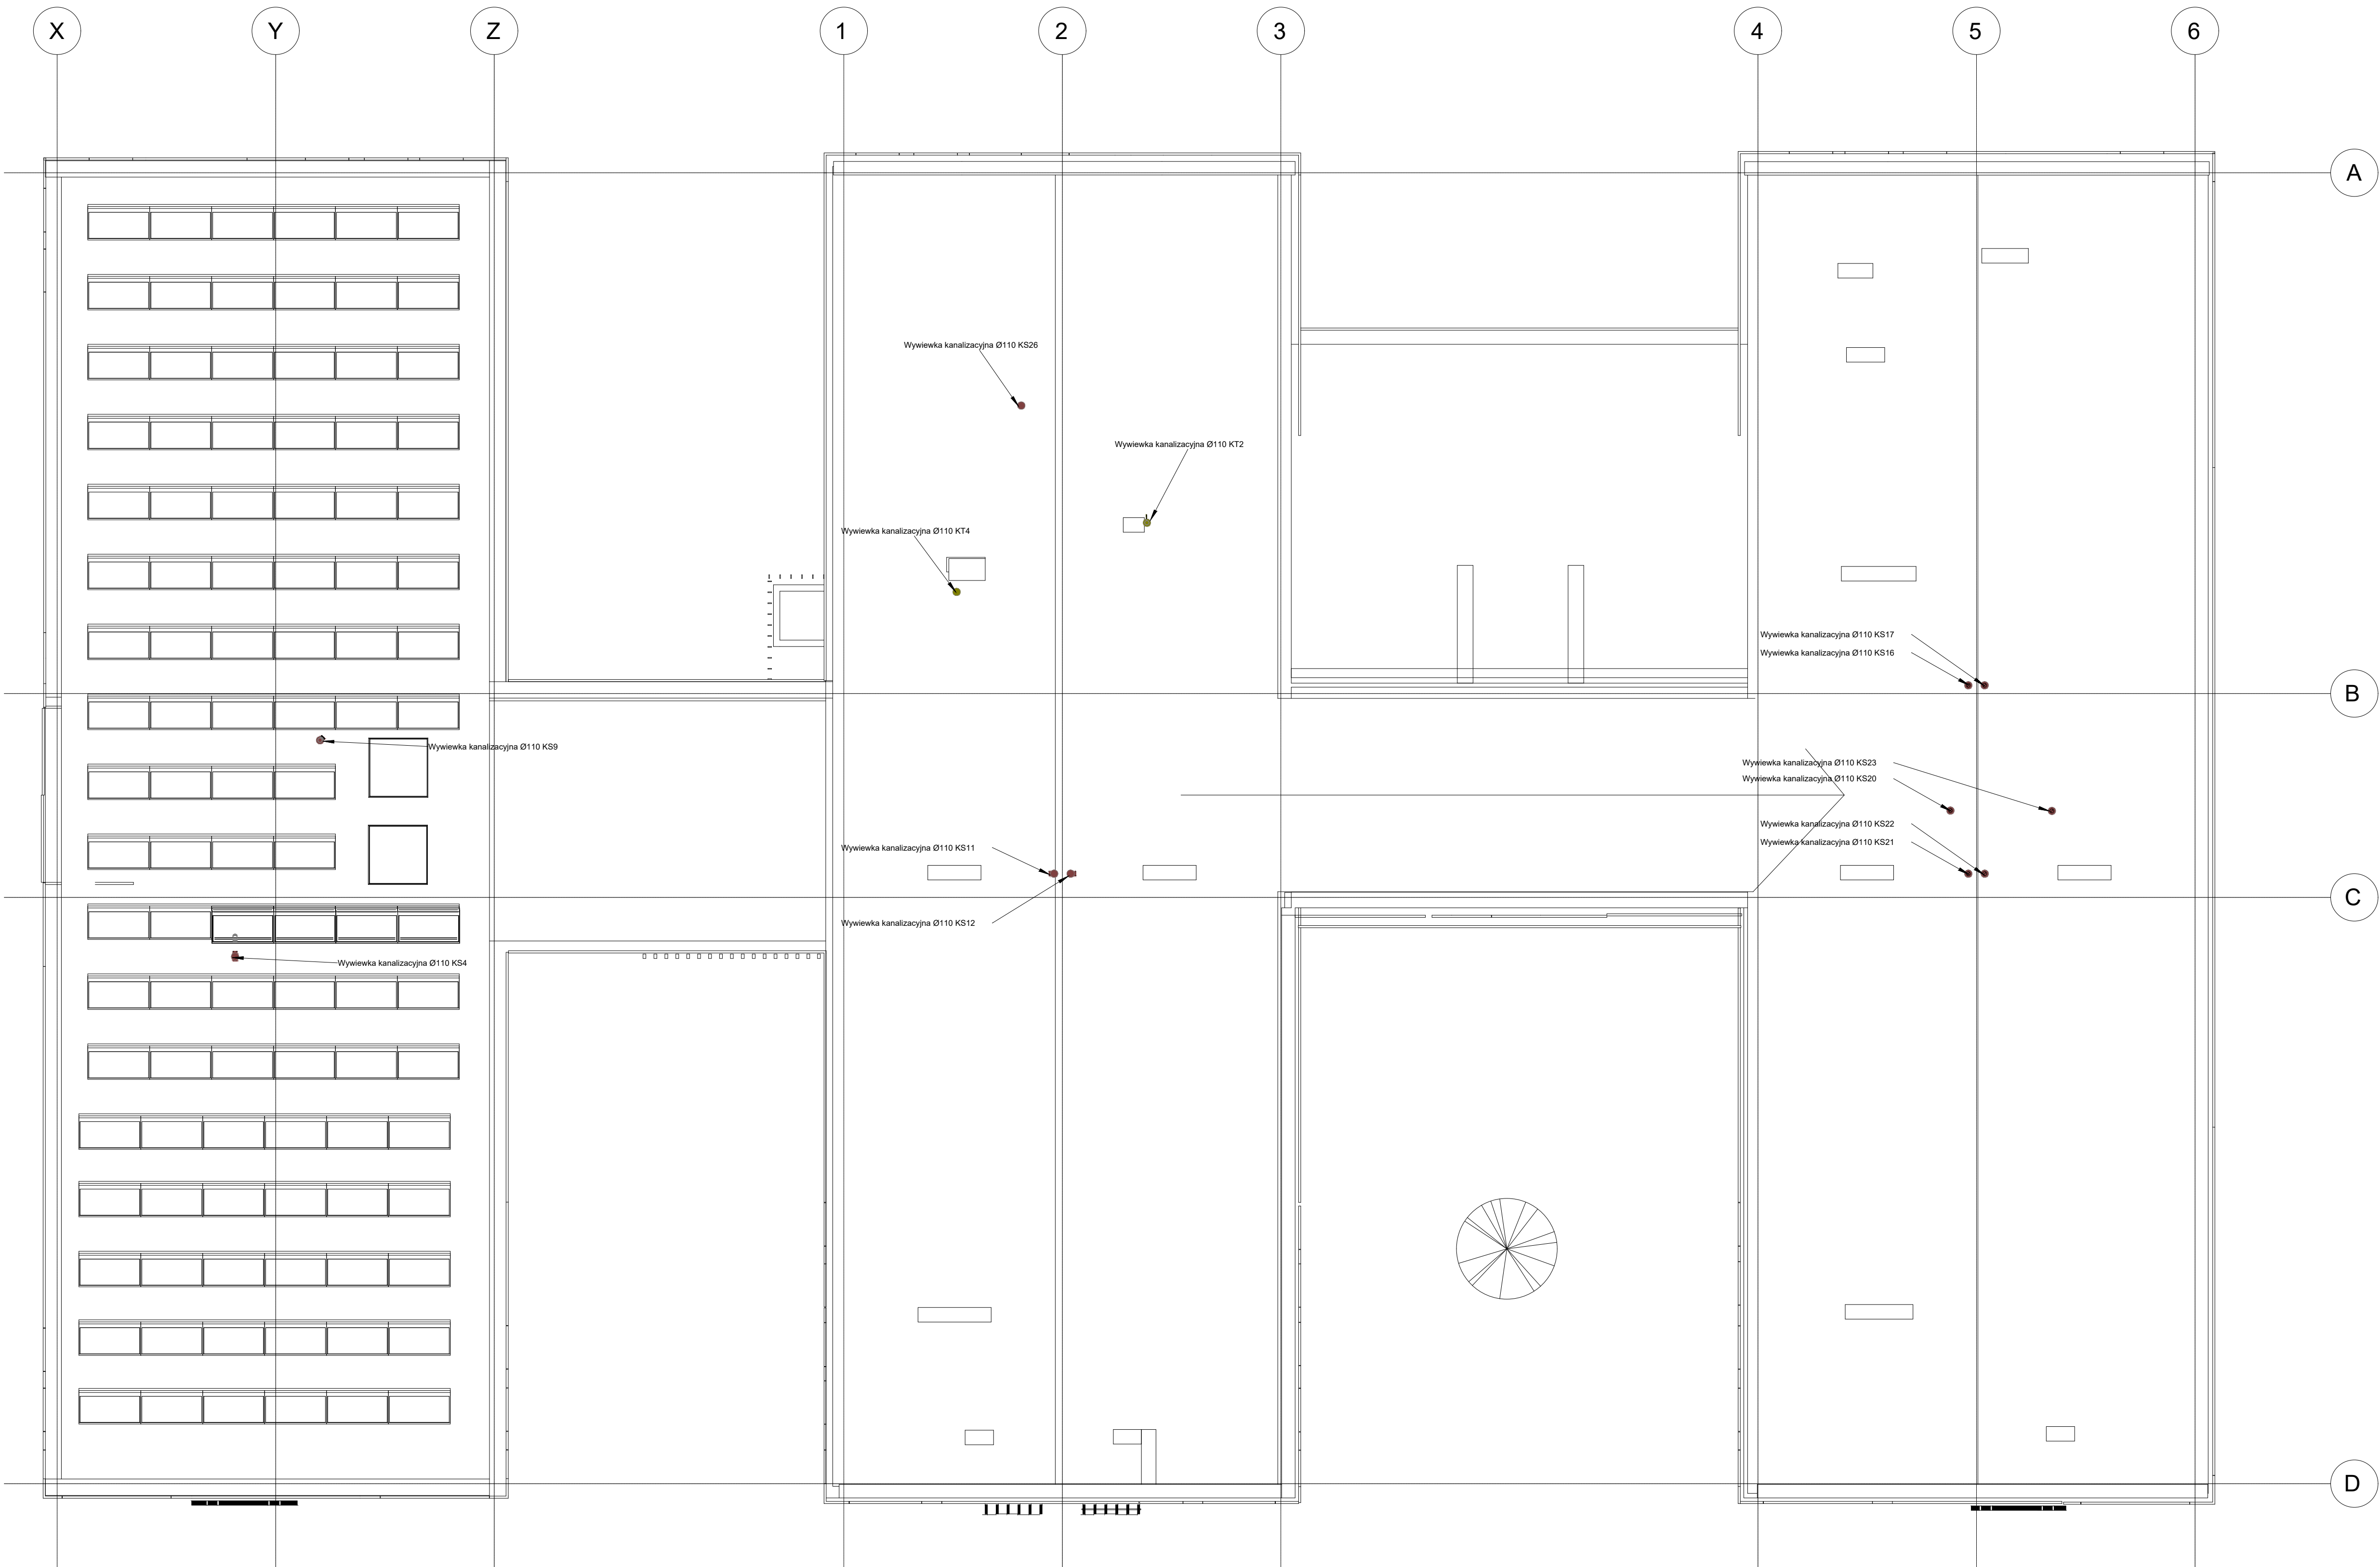 X
Y
Z
1
2
3
4
5
6
A
Wywiewka kanalizacyjna Ø110 KS26
Wywiewka kanalizacyjna Ø110 KT2
Wywiewka kanalizacyjna Ø110 KT4
Wywiewka kanalizacyjna Ø110 KS17
Wywiewka kanalizacyjna Ø110 KS16
B
Wywiewka kanalizacyjna Ø110 KS9
Wywiewka kanalizacyjna Ø110 KS23
Wywiewka kanalizacyjna Ø110 KS20
Wywiewka kanalizacyjna Ø110 KS22
Wywiewka kanalizacyjna Ø110 KS21
Wywiewka kanalizacyjna Ø110 KS11
C
Wywiewka kanalizacyjna Ø110 KS12
Wywiewka kanalizacyjna Ø110 KS4
D